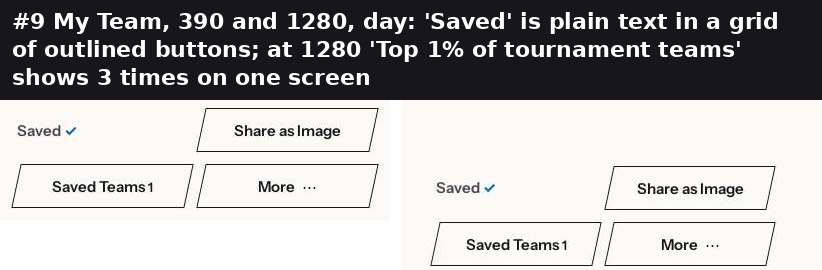 #9 My Team, 390 and 1280, day: 'Saved' is plain text in a grid
of outlined buttons; at 1280 'Top 1% of tournament teams'
shows 3 times on one screen
Saved ✓ Share as Image
Saved Teams 1 More ···
Saved ✓ Share as Image
Saved Teams 1 More ···